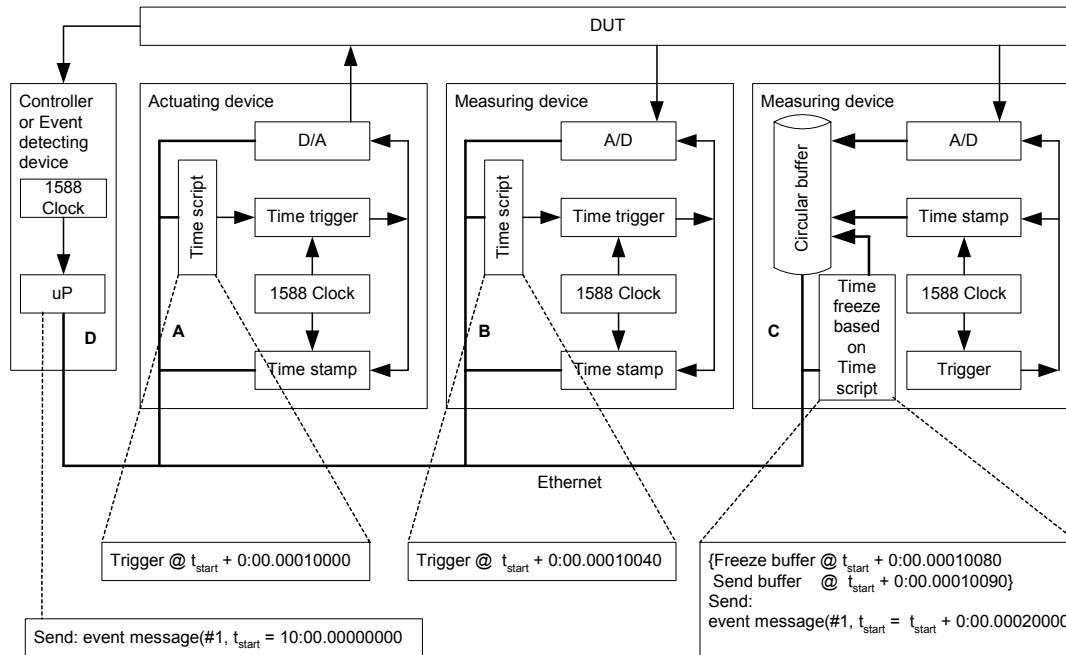 DUT
Controller
or Event
detecting
device
1588
Clock
uP
D
Actuating device
D/A
Time script
Time trigger
1588 Clock
A
Time stamp
Measuring device
A/D
Time script
Time trigger
1588 Clock
B
Time stamp
Measuring device
Circular buffer
A/D
Time stamp
1588 Clock
C
Time
freeze
based
on
Time
script
Trigger
Ethernet
Trigger @ tstart + 0:00.00010000
Trigger @ tstart + 0:00.00010040
{Freeze buffer @ tstart + 0:00.00010080
Send buffer @ tstart + 0:00.00010090}
Send:
event message(#1, tstart = tstart + 0:00.00020000
Send: event message(#1, tstart = 10:00.00000000